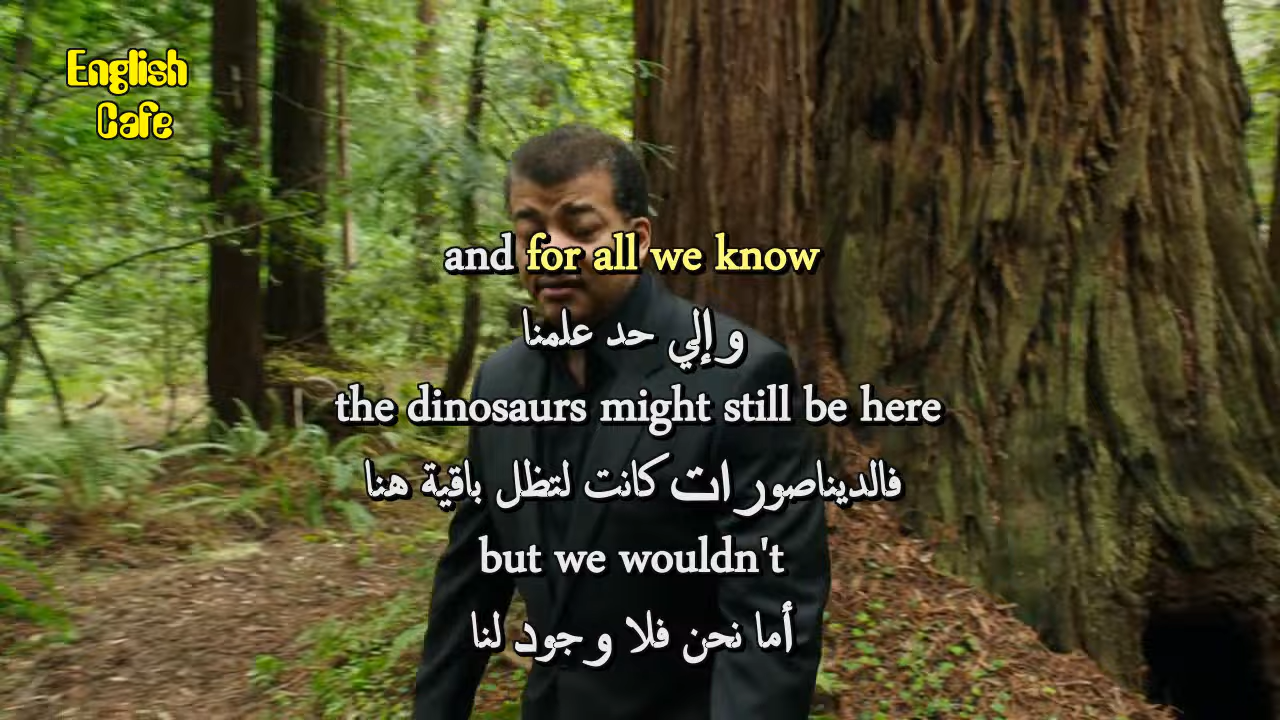 English
Cafe
and for all we know
وإلي حد علمنا
the dinosaurs might still be here
فالديناصورات كانت لتظل باقية هنا
but we wouldn't
أما نحن فلا وجود لنا